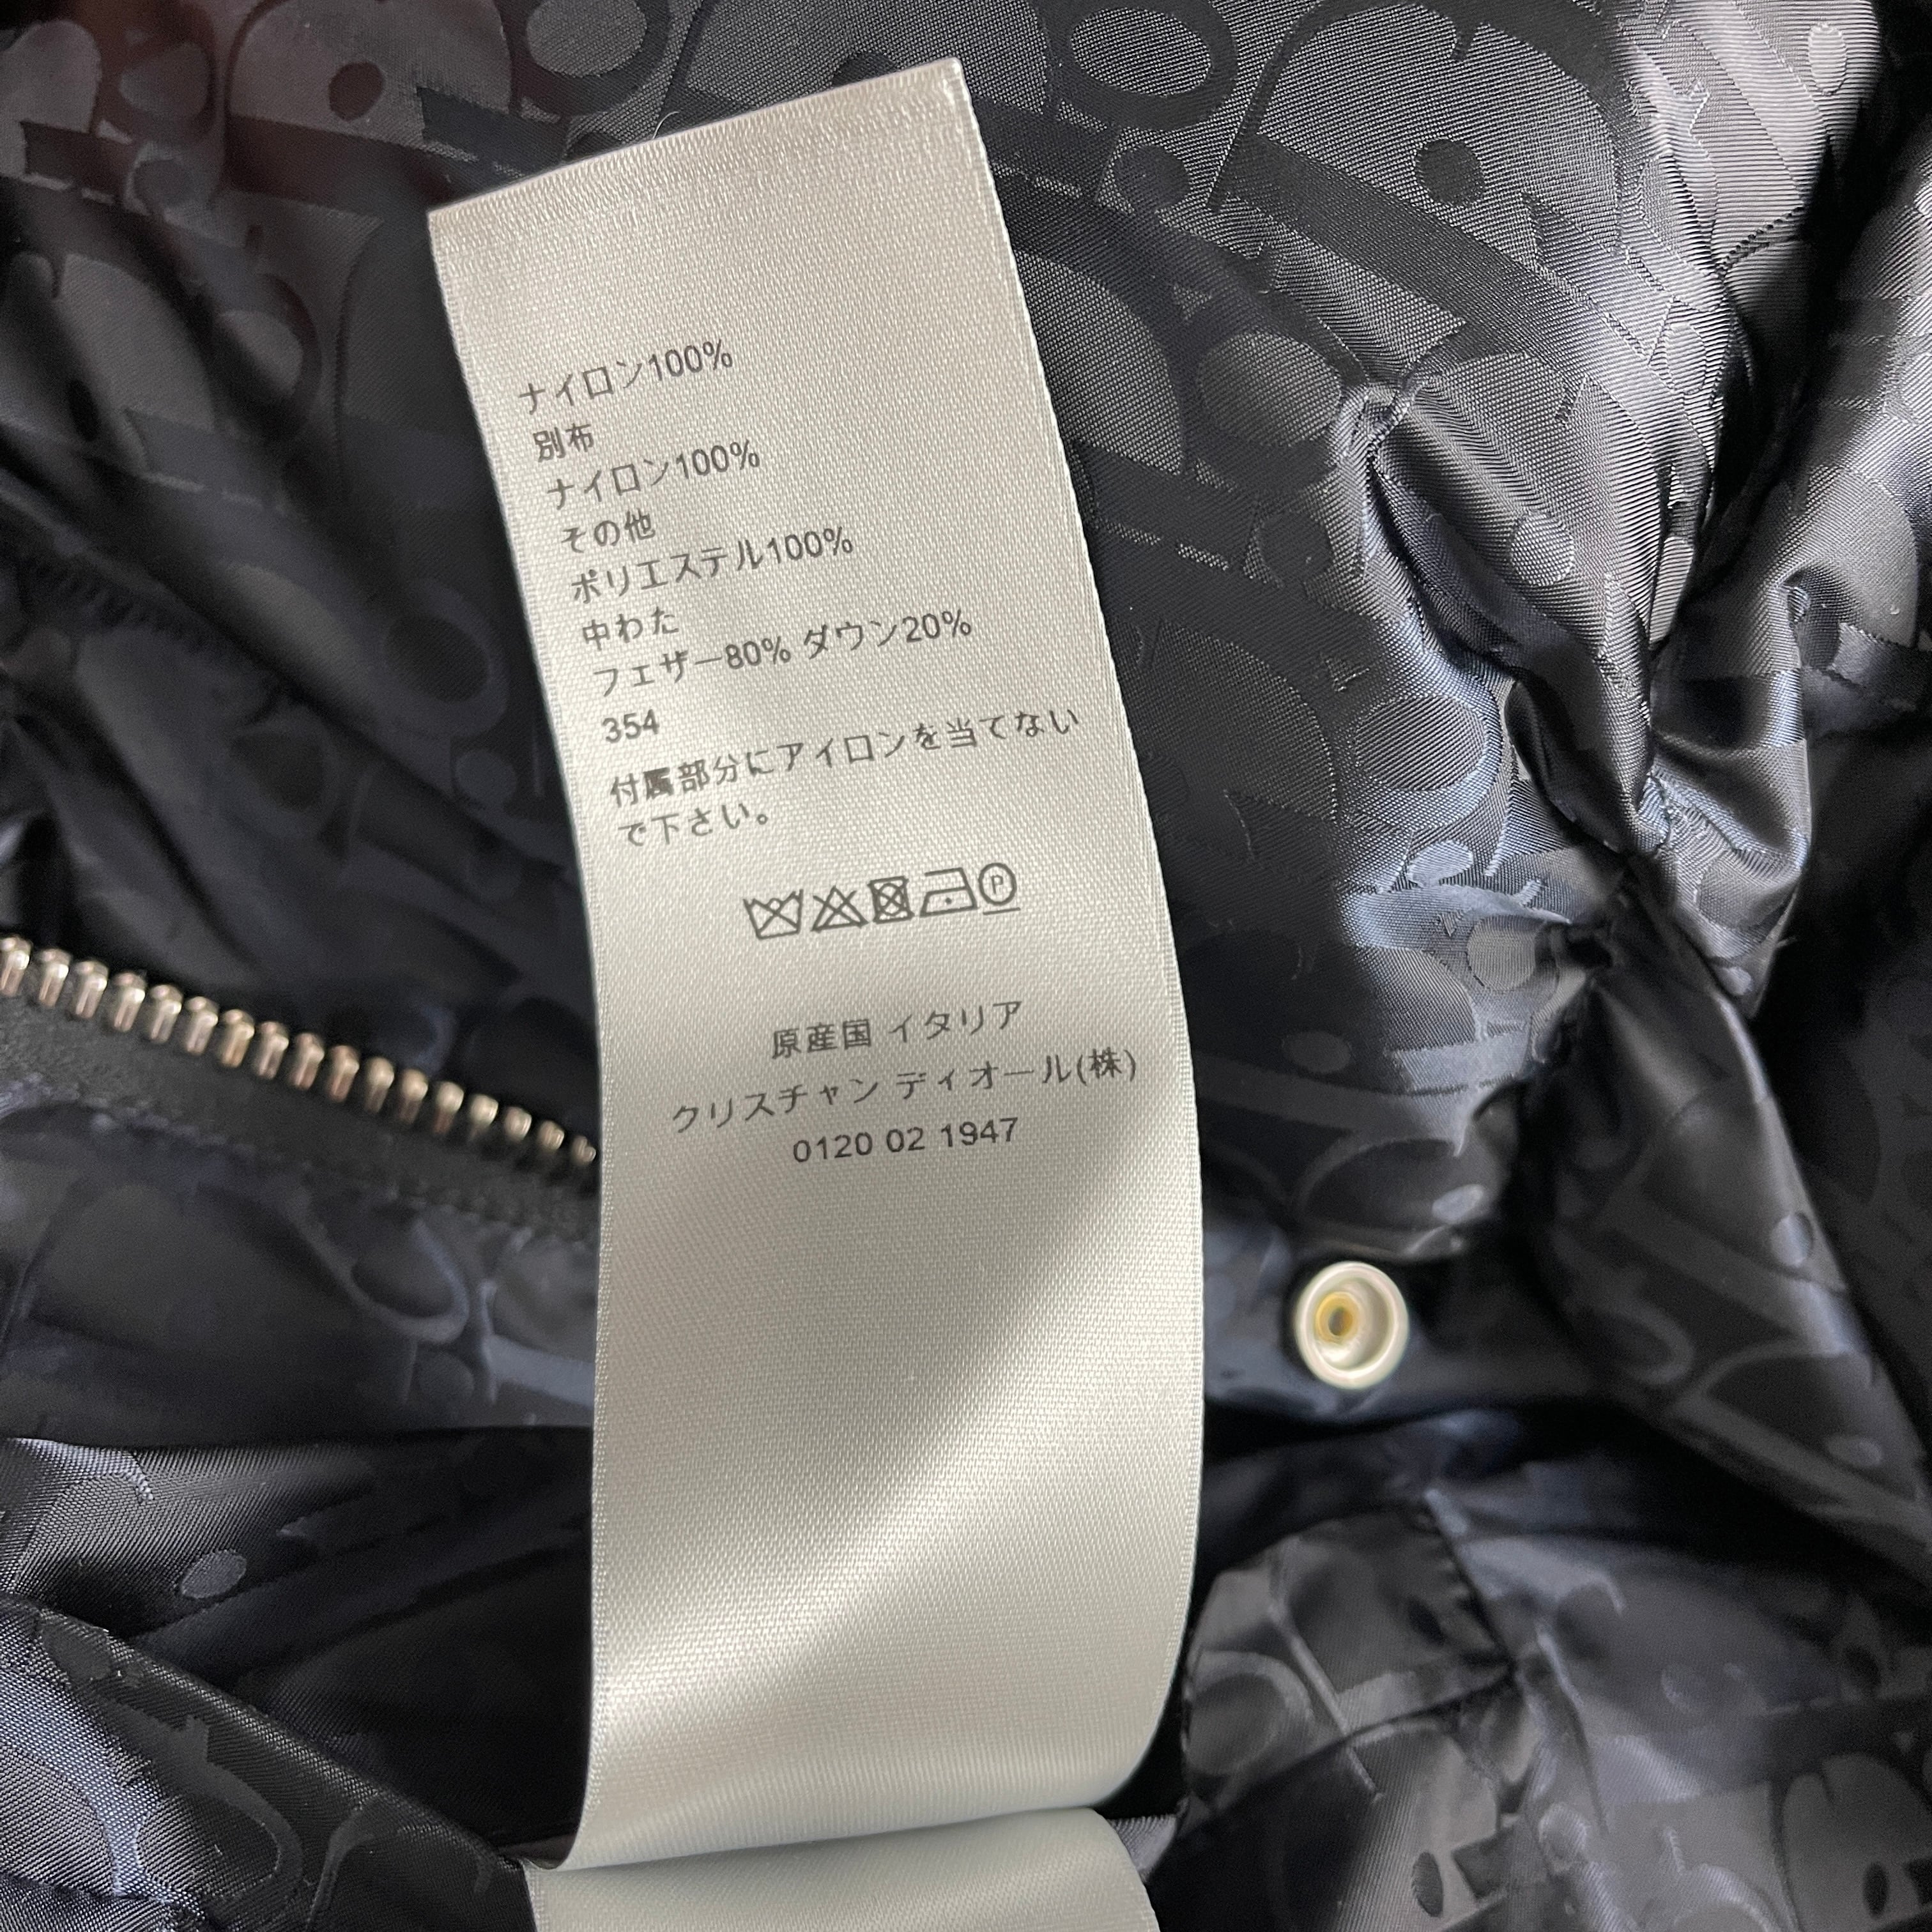 ナイロン100%
別布
ナイロン100%
その他
ポリエステル100%
中わた
フェザー80% ダウン20%
354
付属部分にアイロンを当てない
で下さい。
P
原産国 イタリア
クリスチャン ディオール(株)
0120 02 1947